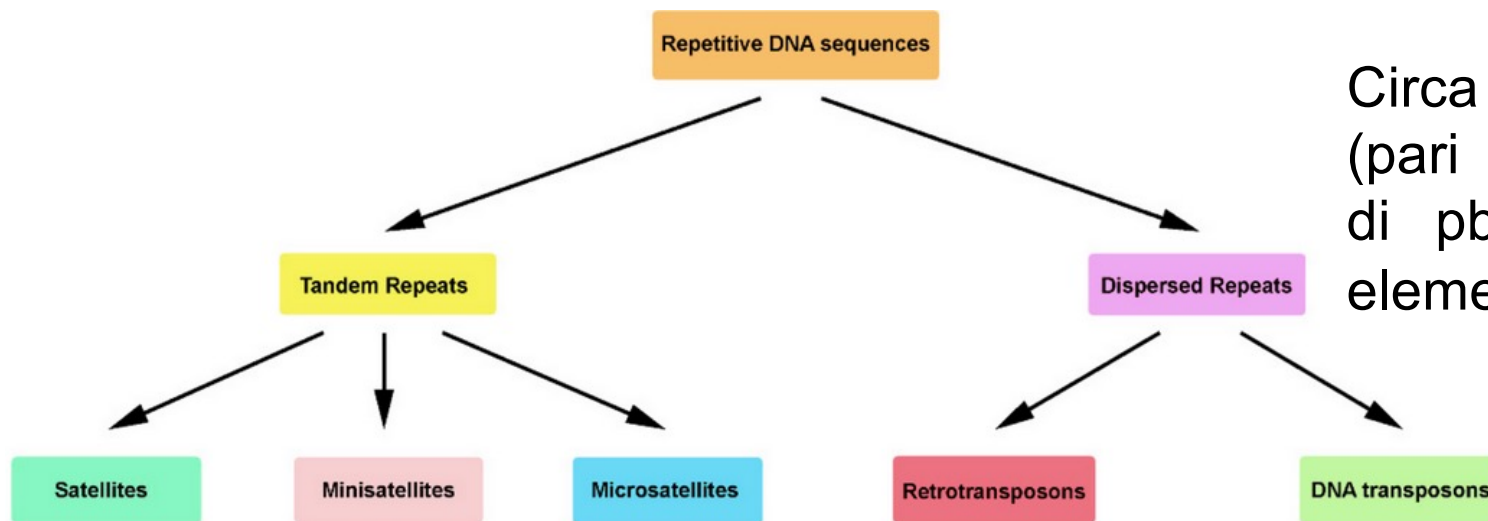 Repetitive DNA sequences
Circa
(pari
di pb
eleme
Tandem Repeats
Dispersed Repeats
Satellites
Minisatellites
Microsatellites
Retrotransposons
DNA transposons